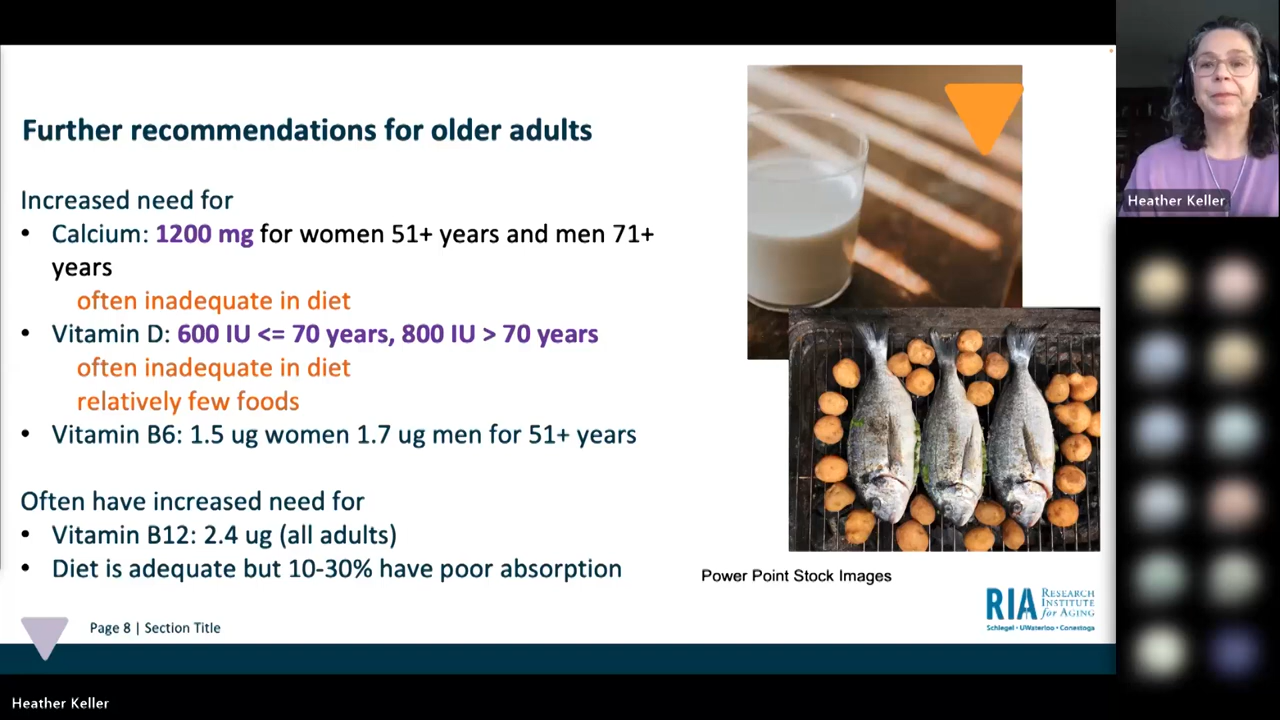 Further recommendations for older adults
Increased need for
• Calcium: 1200 mg for women 51+ years and men 71+
years
often inadequate in diet
• Vitamin D: 600 IU <= 70 years, 800 IU > 70 years
often inadequate in diet
relatively few foods
• Vitamin B6: 1.5 ug women 1.7 ug men for 51+ years
Often have increased need for
• Vitamin B12: 2.4 ug (all adults)
• Diet is adequate but 10-30% have poor absorption
Power Point Stock Images
RIA RESEARCH
INSTITUTE
for AGING
Schlegel • UWaterloo • Conestoga
Page 8 | Section Title
Heather Keller
Heather Keller